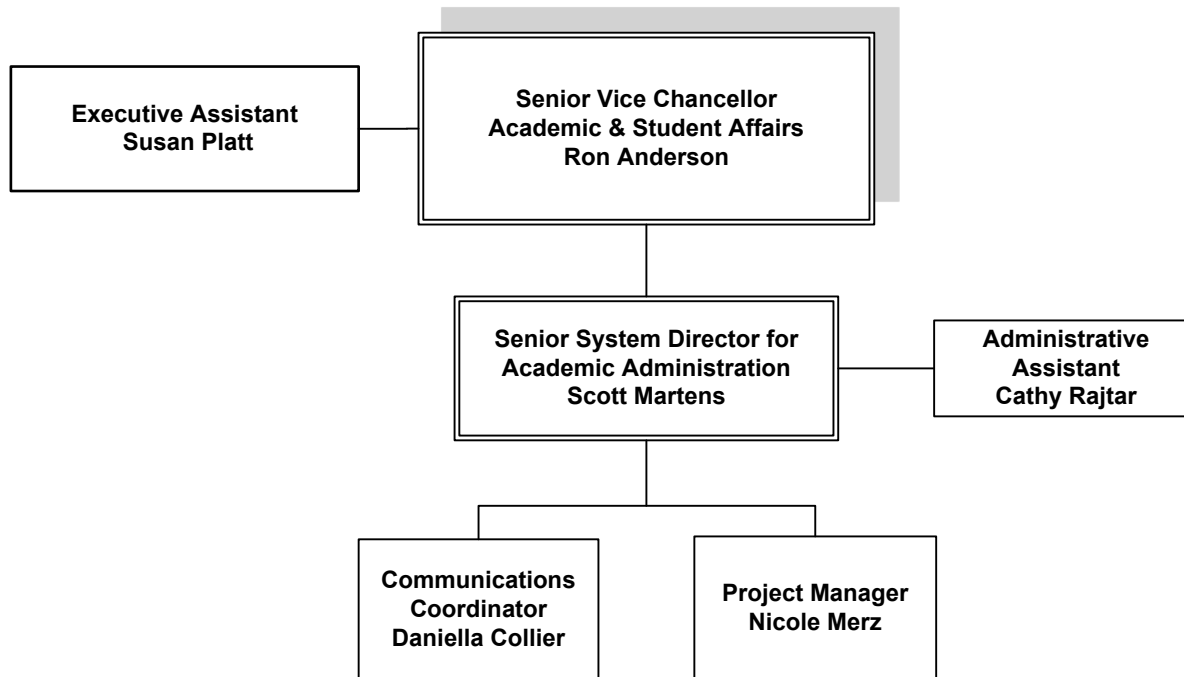 Executive Assistant
Susan Platt
Senior Vice Chancellor
Academic & Student Affairs
Ron Anderson
Senior System Director for
Academic Administration
Scott Martens
Administrative
Assistant
Cathy Rajtar
Communications
Coordinator
Daniella Collier
Project Manager
Nicole Merz